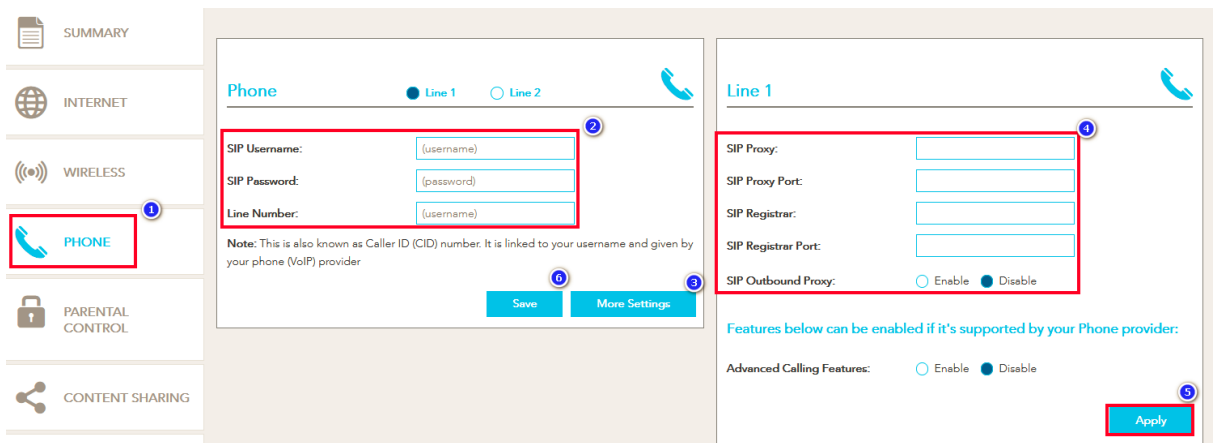 SUMMARY
INTERNET
WIRELESS
1
PHONE
PARENTAL
CONTROL
CONTENT SHARING
Phone
Line 1
Line 2
2
SIP Username:
(username)
SIP Password:
(password)
Line Number:
(username)
Note: This is also known as Caller ID (CID) number. It is linked to your username and given by
your phone (VoIP) provider
6
3
Save
More Settings
Line 1
4
SIP Proxy:
SIP Proxy Port:
SIP Registrar:
SIP Registrar Port:
SIP Outbound Proxy:
Enable
Disable
Features below can be enabled if it's supported by your Phone provider:
Advanced Calling Features:
Enable
Disable
5
Apply